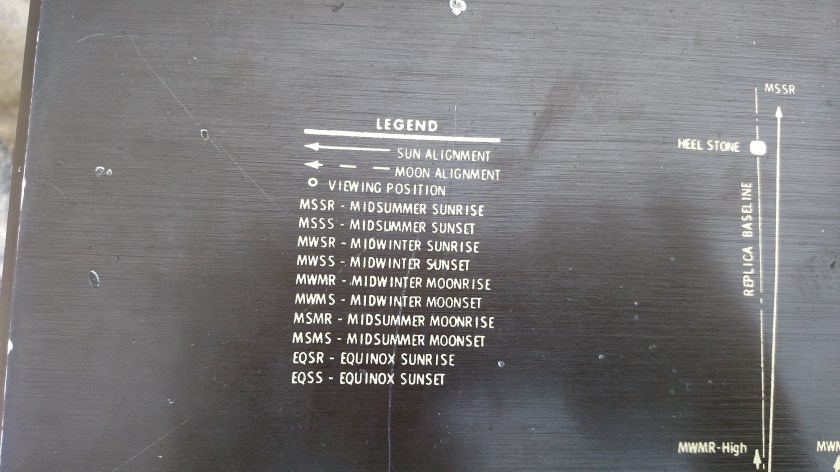 LEGEND
SUN ALIGNMENT
MOON ALIGNMENT
VIEWING POSITION
MSSR - MIDSUMMER SUNRISE
MSSS - MIDSUMMER SUNSET
MWSR - MIDWINTER SUNRISE
MWSS - MIDWINTER SUNSET
MWMR - MIDWINTER MOONRISE
MWMS - MIDWINTER MOONSET
MSMR - MIDSUMMER MOONRISE
MSMS - MIDSUMMER MOONSET
EQSR - EQUINOX SUNRISE
EQSS - EQUINOX SUNSET
MSSR
HEEL STONE
REPLICA BASELINE
MWMR-High